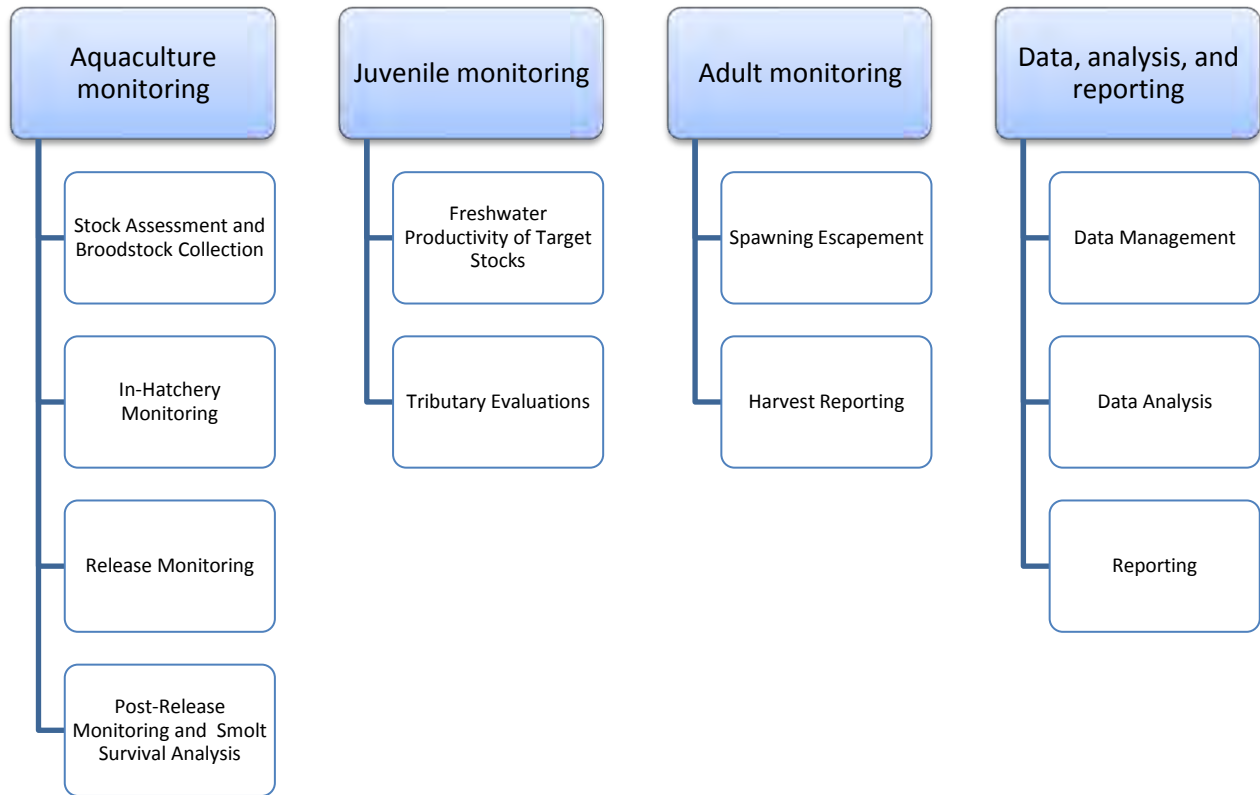 Aquaculture
monitoring
Stock Assessment and
Broodstock Collection
In-Hatchery
Monitoring
Release Monitoring
Post-Release
Monitoring and  Smolt
Survival Analysis
Juvenile monitoring
Freshwater
Productivity of Target
Stocks
Tributary Evaluations
Adult monitoring
Spawning Escapement
Harvest Reporting
Data, analysis, and
reporting
Data Management
Data Analysis
Reporting